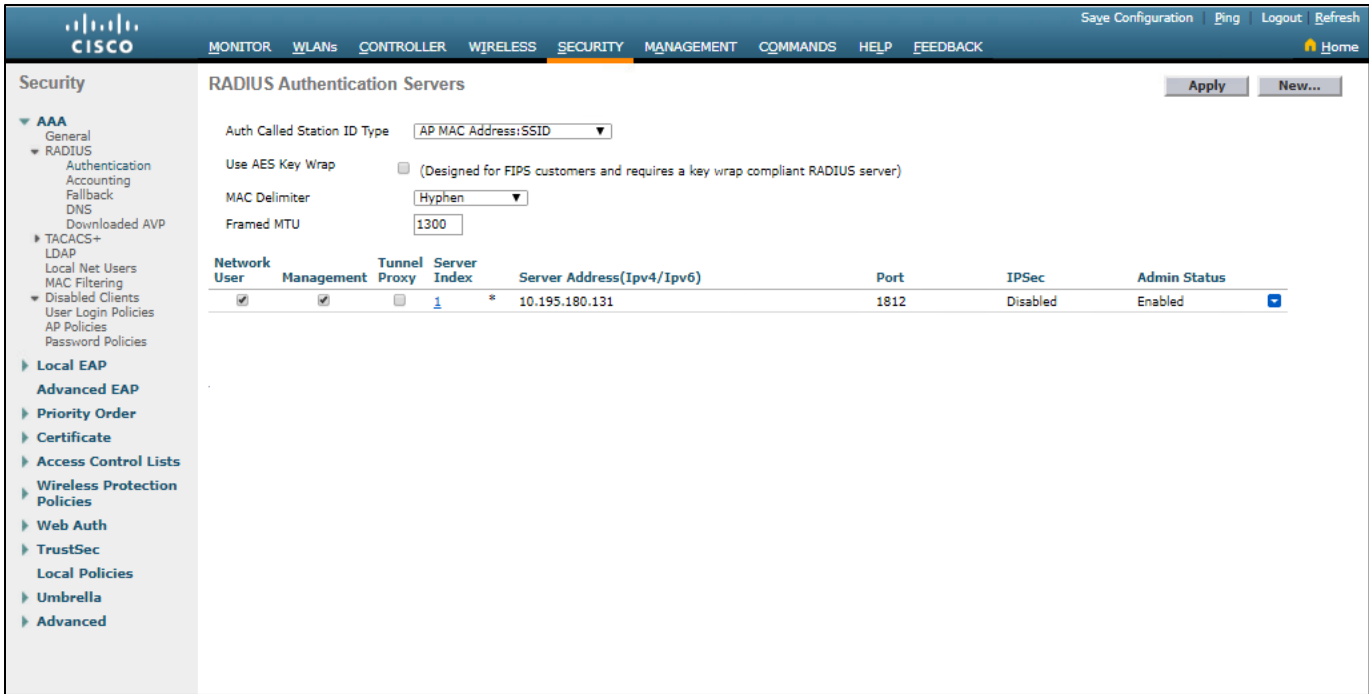 Save Configuration Ping Logout Refresh
CISCO
MONITOR WLANs CONTROLLER WIRELESS SECURITY MANAGEMENT COMMANDS HELP FEEDBACK Home
Security
AAA
General
RADIUS
Authentication
Accounting
Fallback
DNS
Downloaded AVP
TACACS+
LDAP
Local Net Users
MAC Filtering
Disabled Clients
User Login Policies
AP Policies
Password Policies
Local EAP
Advanced EAP
Priority Order
Certificate
Access Control Lists
Wireless Protection
Policies
Web Auth
TrustSec
Local Policies
Umbrella
Advanced
RADIUS Authentication Servers
Apply New...
Auth Called Station ID Type AP MAC Address:SSID
Use AES Key Wrap (Designed for FIPS customers and requires a key wrap compliant RADIUS server)
MAC Delimiter Hyphen
Framed MTU 1300
Network User Management Tunnel Proxy Server Index Server Address(Ipv4/Ipv6) Port IPSec Admin Status
1 * 10.195.180.131 1812 Disabled Enabled